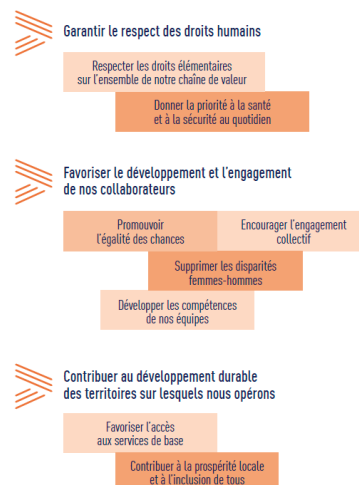 Garantir le respect des droits humains
Respecter les droits élémentaires
sur l'ensemble de notre chaîne de valeur
Donner la priorité à la santé
et à la sécurité au quotidien
Favoriser le développement et l'engagement
de nos collaborateurs
Promouvoir
l'égalité des chances
Encourager l'engagement
collectif
Supprimer les disparités
femmes-hommes
Développer les compétences
de nos équipes
Contribuer au développement durable
des territoires sur lesquels nous opérons
Favoriser l'accès
aux services de base
Contribuer à la prospérité locale
et à l'inclusion de tous